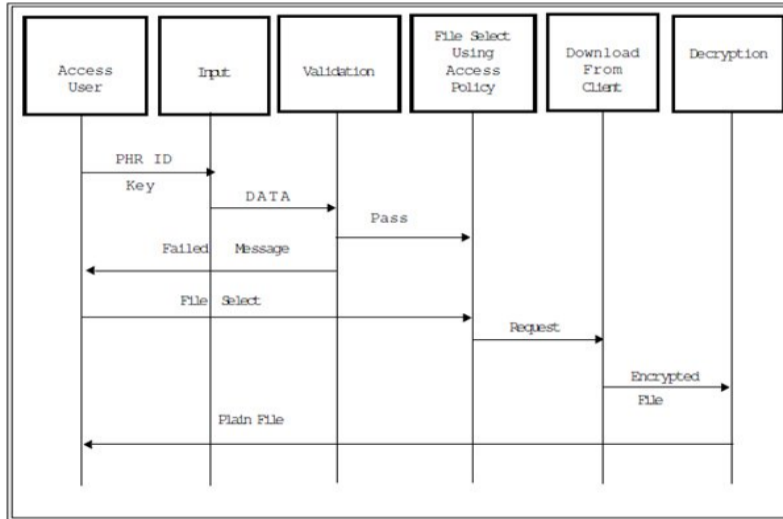 Access
User
Input
Validation
File Select
Using
Access
Policy
Download
From
Client
Decryption
PHR ID
Key
DATA
Pass
Failed Message
File Select
Request
Encrypted
File
Plain File